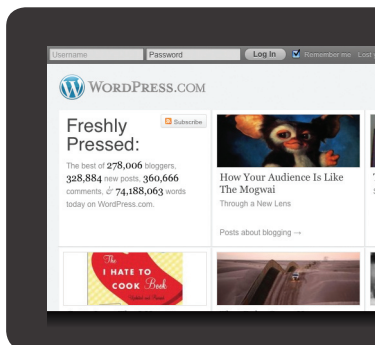 Username Password Log In Remember me Lost
WORDPRESS.COM
Freshly
Pressed:
Subscribe
The best of 278,006 bloggers,
328,884 new posts, 360,666
comments, & 74,188,063 words
today on WordPress.com.
How Your Audience Is Like
The Mogwai
Through a New Lens
Posts about blogging →
The
I HATE TO
COOK Book